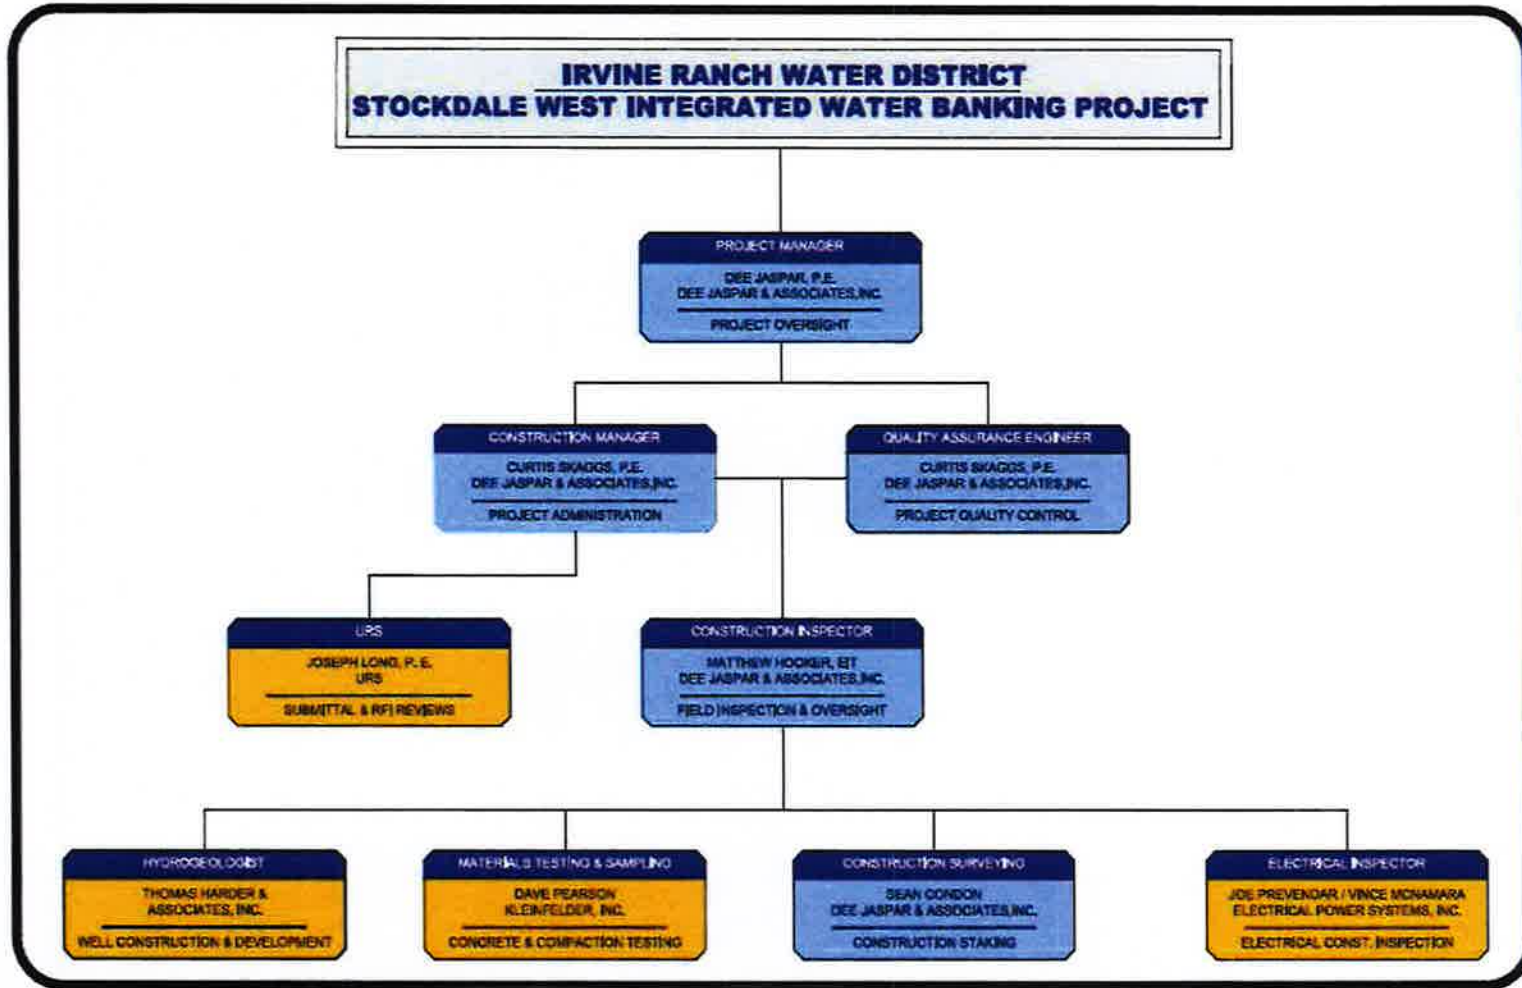 IRVINE RANCH WATER DISTRICT
STOCKDALE WEST INTEGRATED WATER BANKING PROJECT
PROJECT MANAGER
DEE JASPAR, P.E.
DEE JASPAR & ASSOCIATES,INC.
PROJECT OVERSIGHT
CONSTRUCTION MANAGER
CURTIS SKAGGS, P.E.
DEE JASPAR & ASSOCIATES,INC.
PROJECT ADMINISTRATION
QUALITY ASSURANCE ENGINEER
CURTIS SKAGGS, P.E.
DEE JASPAR & ASSOCIATES,INC.
PROJECT QUALITY CONTROL
URS
JOSEPH LONG, P. E.
URS
SUBMITTAL & RFI REVIEWS
CONSTRUCTION INSPECTOR
MATTHEW HOOKER, EIT
DEE JASPAR & ASSOCIATES,INC.
FIELD INSPECTION & OVERSIGHT
HYDROGEOLOGIST
THOMAS HARDER &
ASSOCIATES, INC.
WELL CONSTRUCTION & DEVELOPMENT
MATERIALS TESTING & SAMPLING
DAVE PEARSON
KLEINFELDER, INC.
CONCRETE & COMPACTION TESTING
CONSTRUCTION SURVEYING
SEAN CONDON
DEE JASPAR & ASSOCIATES,INC.
CONSTRUCTION STAKING
ELECTRICAL INSPECTOR
JOE PREVENDAR / VINCE MCNAMARA
ELECTRICAL POWER SYSTEMS, INC.
ELECTRICAL CONST. INSPECTION